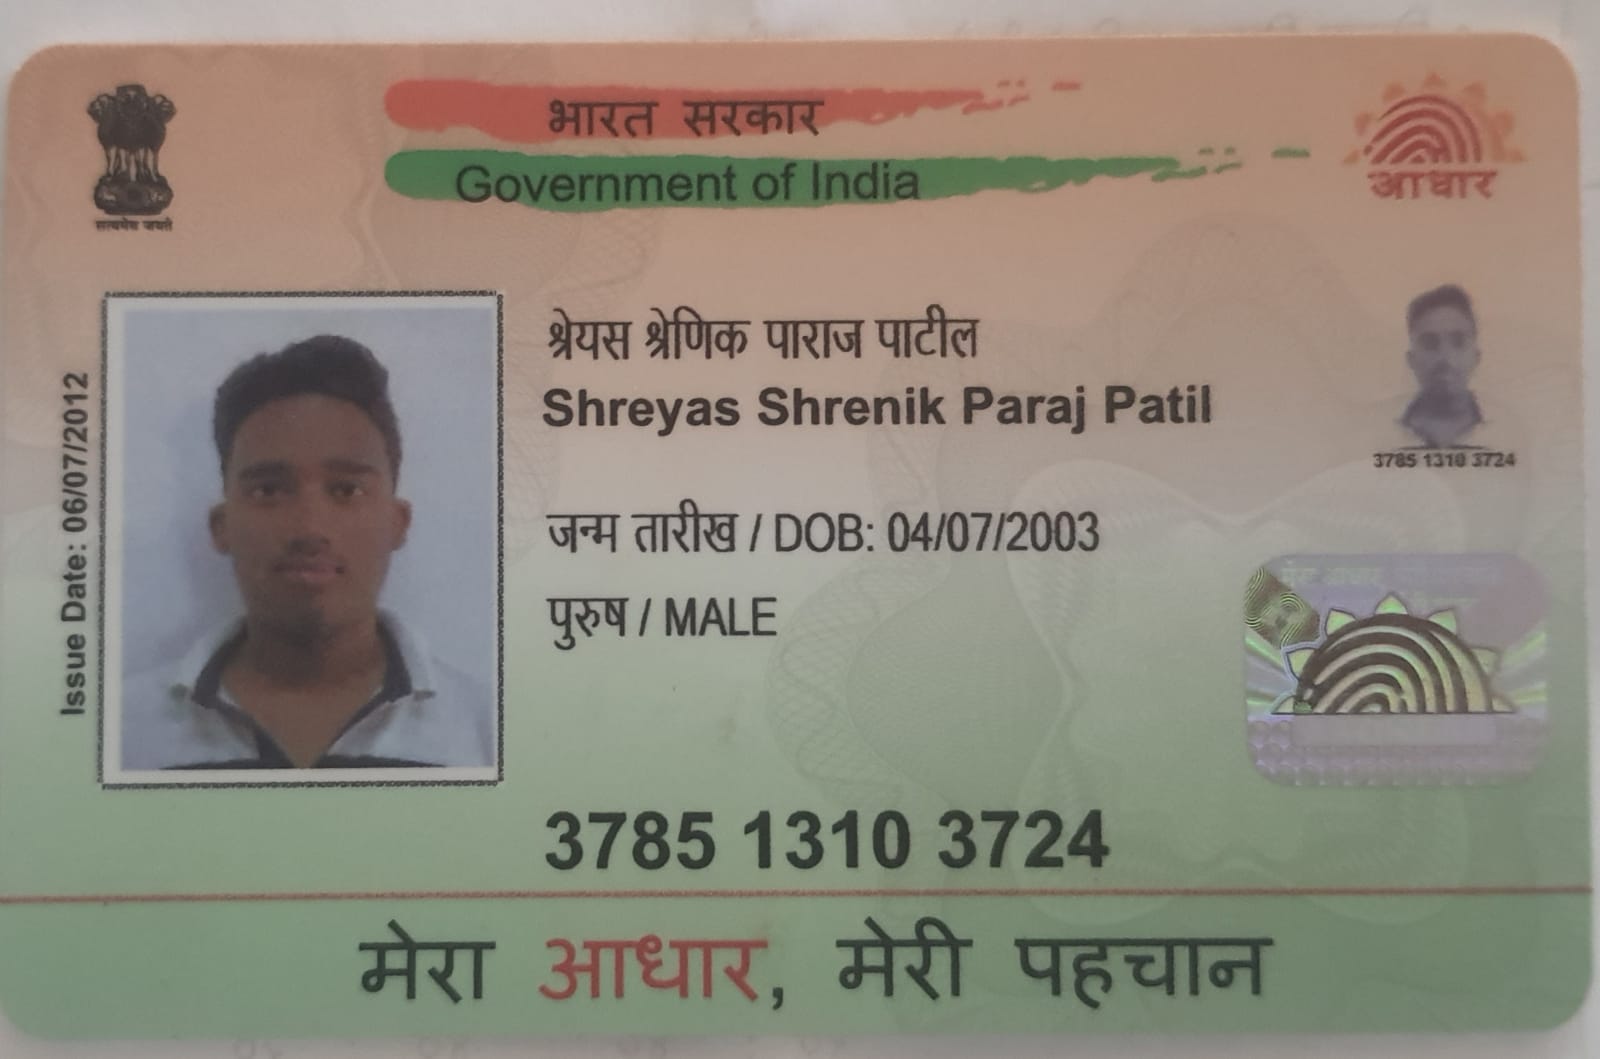 भारत सरकार
Government of India
आधार
सत्यमेव जयते
Issue Date: 06/07/2012
श्रेयस श्रेणिक पाराज पाटील
Shreyas Shrenik Paraj Patil
3785 1310 3724
जन्म तारीख / DOB: 04/07/2003
पुरुष / MALE
मेरा आधार
3785 1310 3724
मेरा आधार, मेरी पहचान